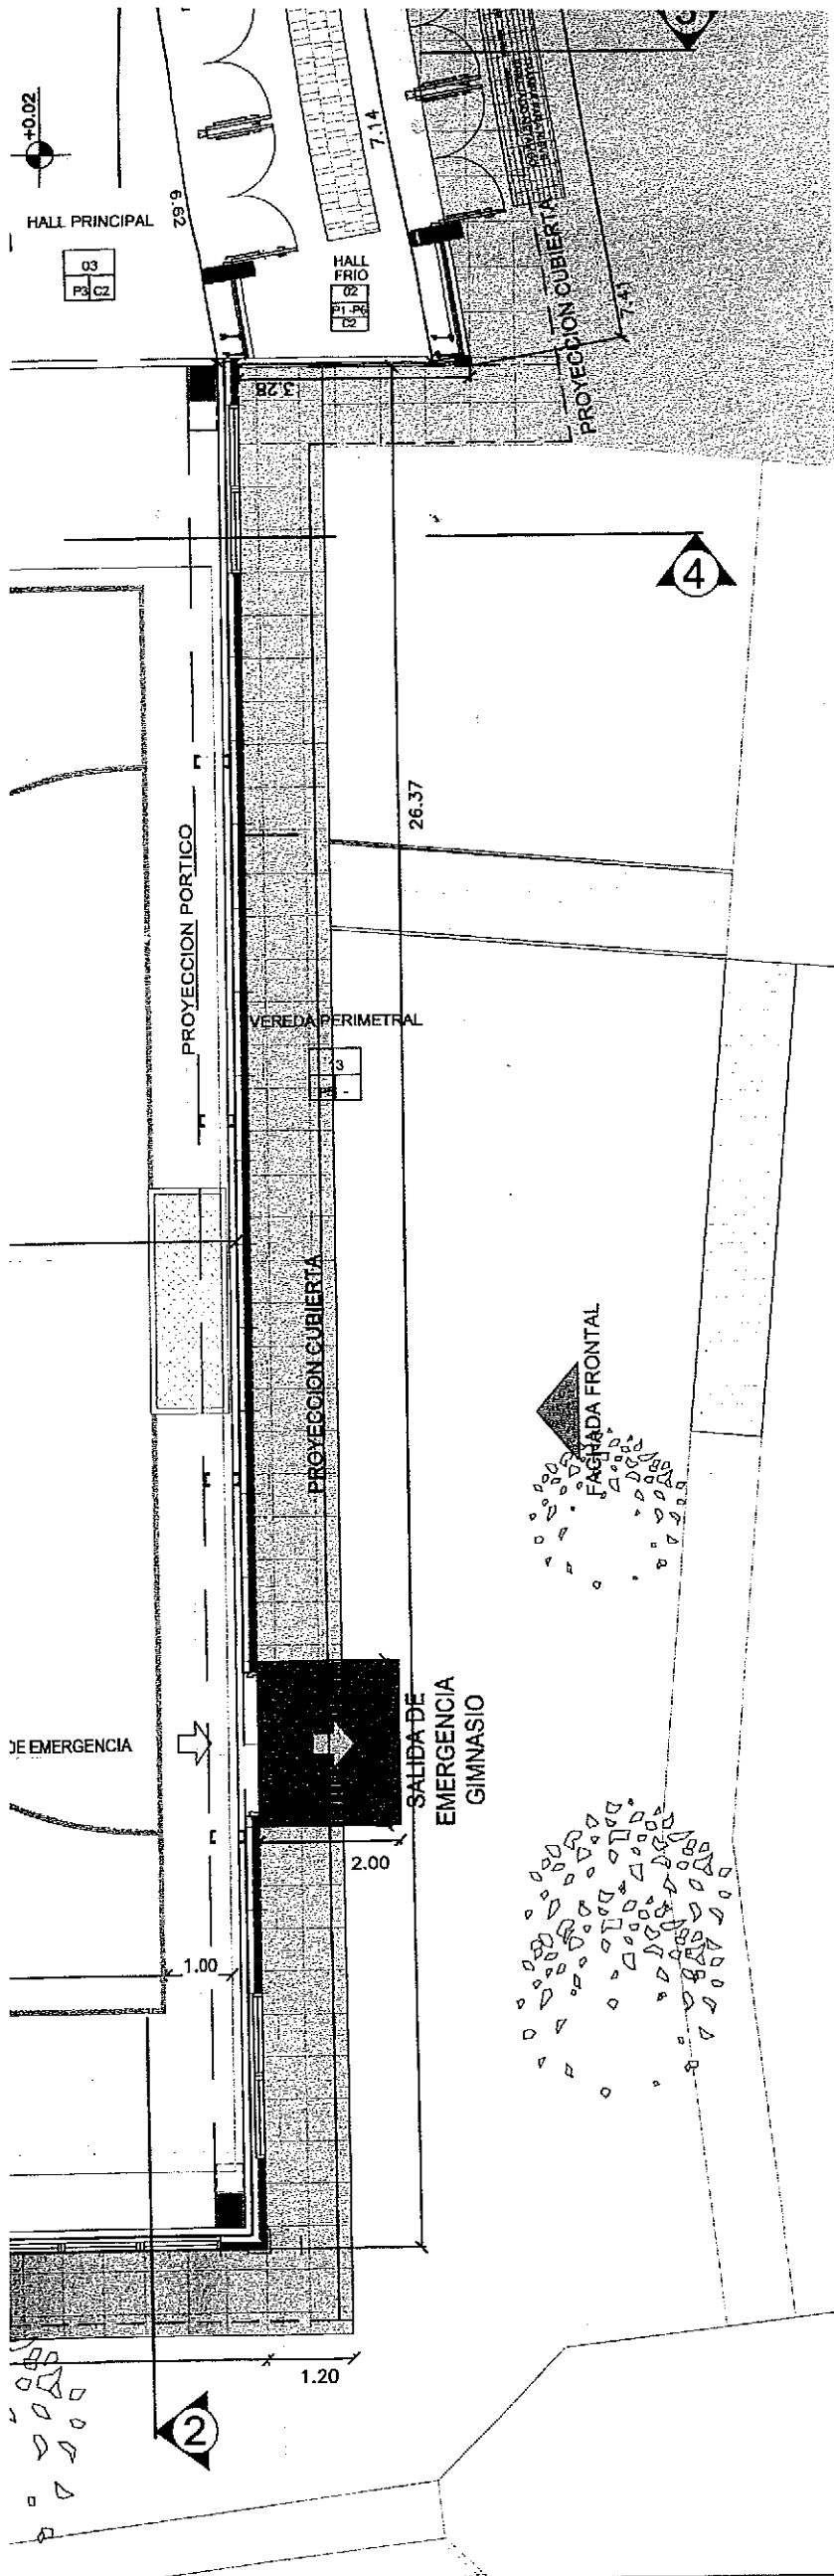 +0.02
HALL PRINCIPAL
03
P3 C2
6.62
7.14
HALL
FRIO
02
P1-P6
C2
PROYECCION CUBIERTA
7.41
3.28
4
26.37
PROYECCION PORTICO
VEREDA PERIMETRAL
3
-
PROYECCION CUBIERTA
FACHADA FRONTAL
DE EMERGENCIA
SALIDA DE
EMERGENCIA
GIMNASIO
2.00
1.00
1.20
2